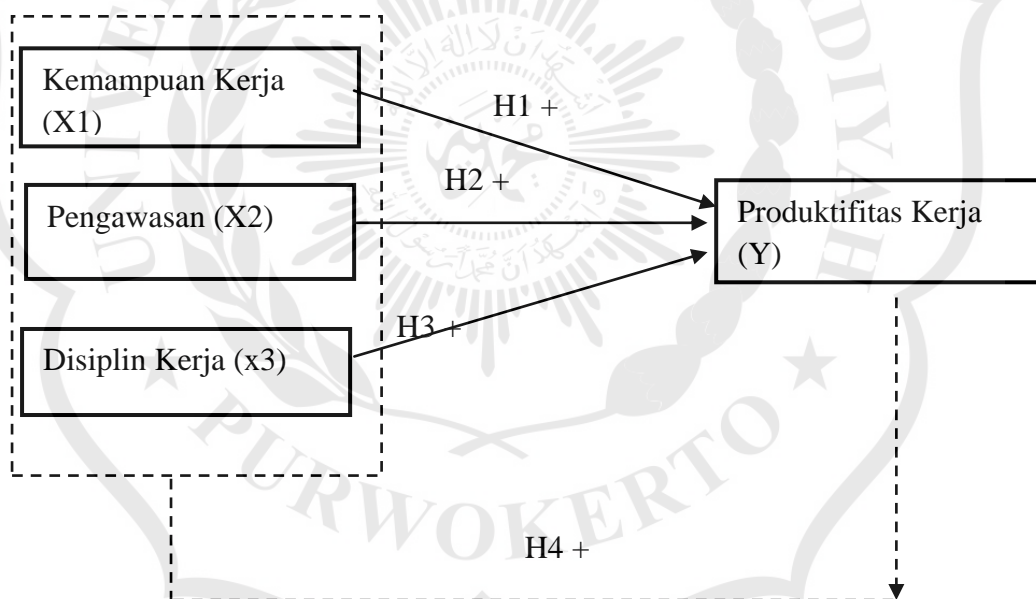 Kemampuan Kerja
(X1)
H1 +
H2 +
Pengawasan (X2)
Produktifitas Kerja
(Y)
H3 +
Disiplin Kerja (x3)
PURWOKERTO
H4 +